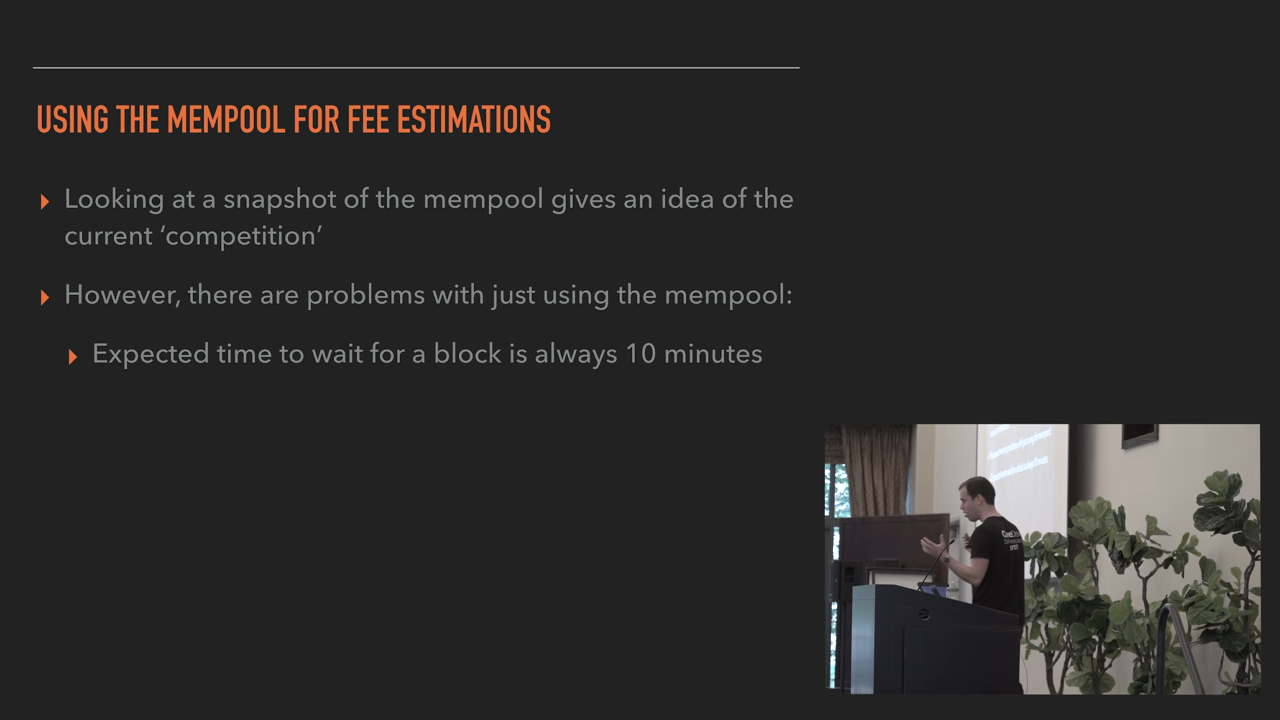 USING THE MEMPOOL FOR FEE ESTIMATIONS
Looking at a snapshot of the mempool gives an idea of the
current ‘competition’
However, there are problems with just using the mempool:
Expected time to wait for a block is always 10 minutes